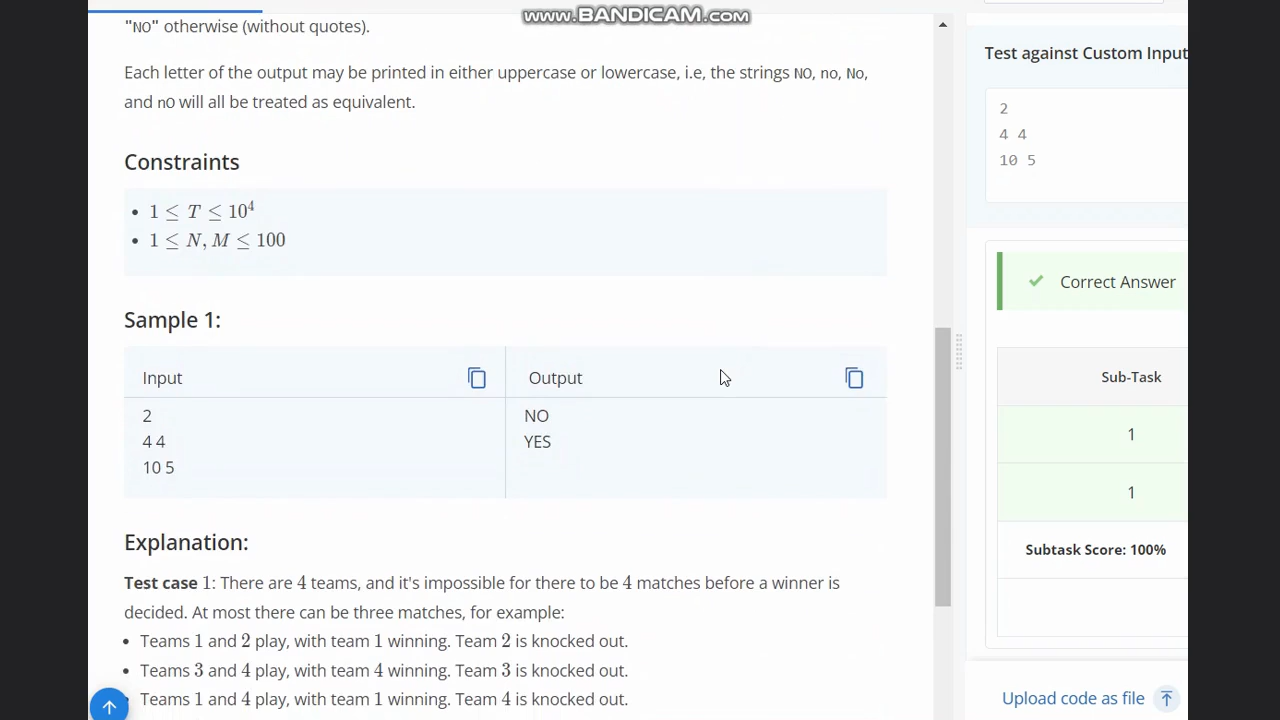 www.BANDICAM.com
"NO" otherwise (without quotes).
Each letter of the output may be printed in either uppercase or lowercase, i.e, the strings NO, no, No,
and nO will all be treated as equivalent.
Constraints
• 1 ≤ T ≤ 10⁴
• 1 ≤ N, M ≤ 100
Sample 1:
Input Output
2
4 4
10 5
NO
YES
Explanation:
Test case 1: There are 4 teams, and it's impossible for there to be 4 matches before a winner is
decided. At most there can be three matches, for example:
• Teams 1 and 2 play, with team 1 winning. Team 2 is knocked out.
• Teams 3 and 4 play, with team 4 winning. Team 3 is knocked out.
• Teams 1 and 4 play, with team 1 winning. Team 4 is knocked out.
Test against Custom Input
2
4 4
10 5
Correct Answer
Sub-Task
1
1
Subtask Score: 100%
Upload code as file